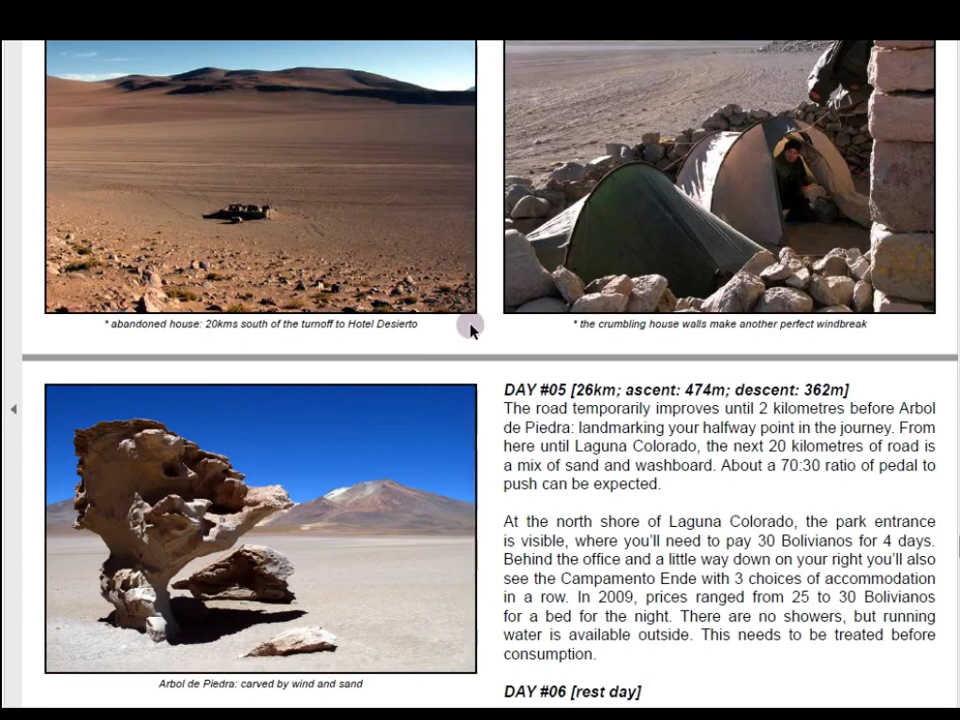 * abandoned house: 20kms south of the turnoff to Hotel Desierto
* the crumbling house walls make another perfect windbreak
Arbol de Piedra: carved by wind and sand
DAY #05 [26km; ascent: 474m; descent: 362m]
The road temporarily improves until 2 kilometres before Arbol
de Piedra: landmarking your halfway point in the journey. From
here until Laguna Colorado, the next 20 kilometres of road is
a mix of sand and washboard. About a 70:30 ratio of pedal to
push can be expected.
At the north shore of Laguna Colorado, the park entrance
is visible, where you'll need to pay 30 Bolivianos for 4 days.
Behind the office and a little way down on your right you'll also
see the Campamento Ende with 3 choices of accommodation
in a row. In 2009, prices ranged from 25 to 30 Bolivianos
for a bed for the night. There are no showers, but running
water is available outside. This needs to be treated before
consumption.
DAY #06 [rest day]